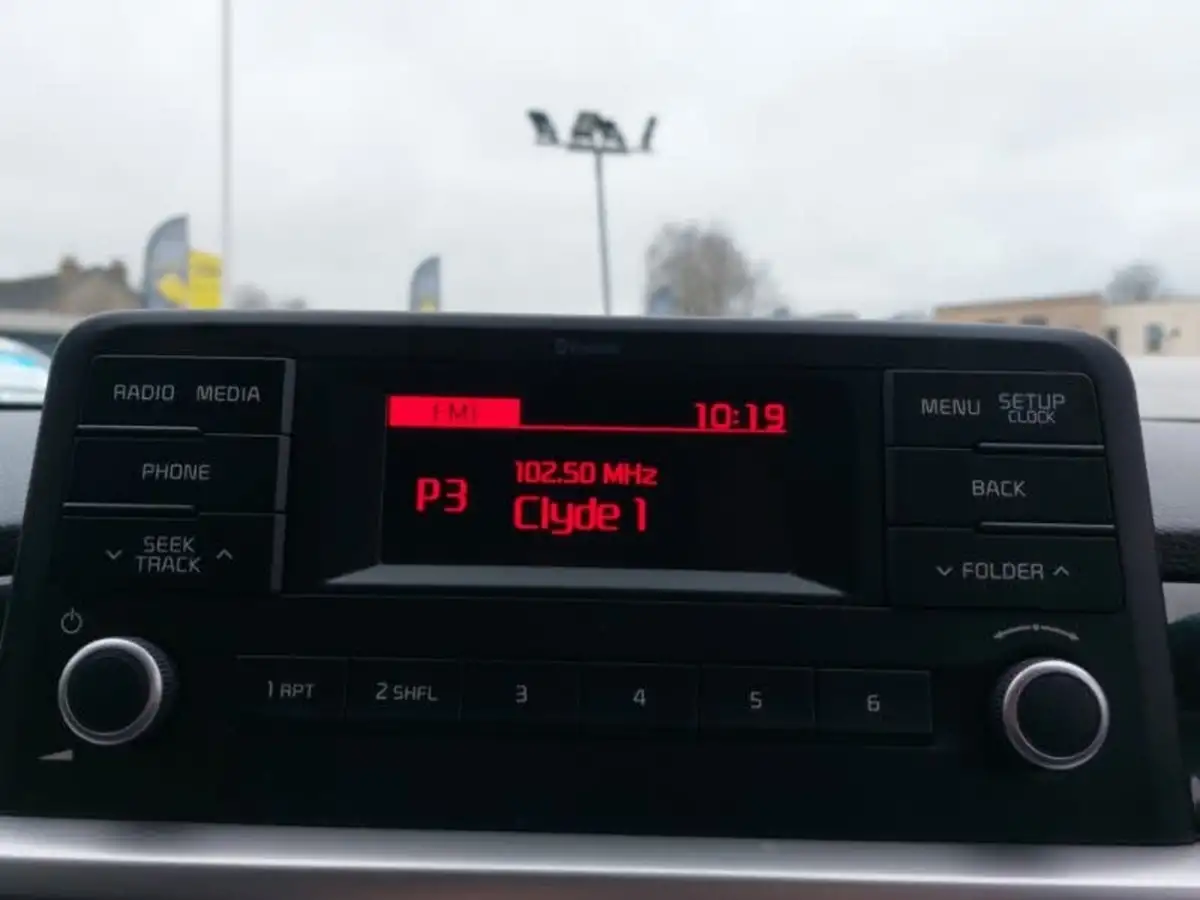 RADIO MEDIA
PHONE
SEEK
TRACK
FM1
10:19
P3
102.50 MHz
Clyde 1
MENU SETUP
CLOCK
BACK
FOLDER
1 RPT
2 SHFL
3
4
5
6